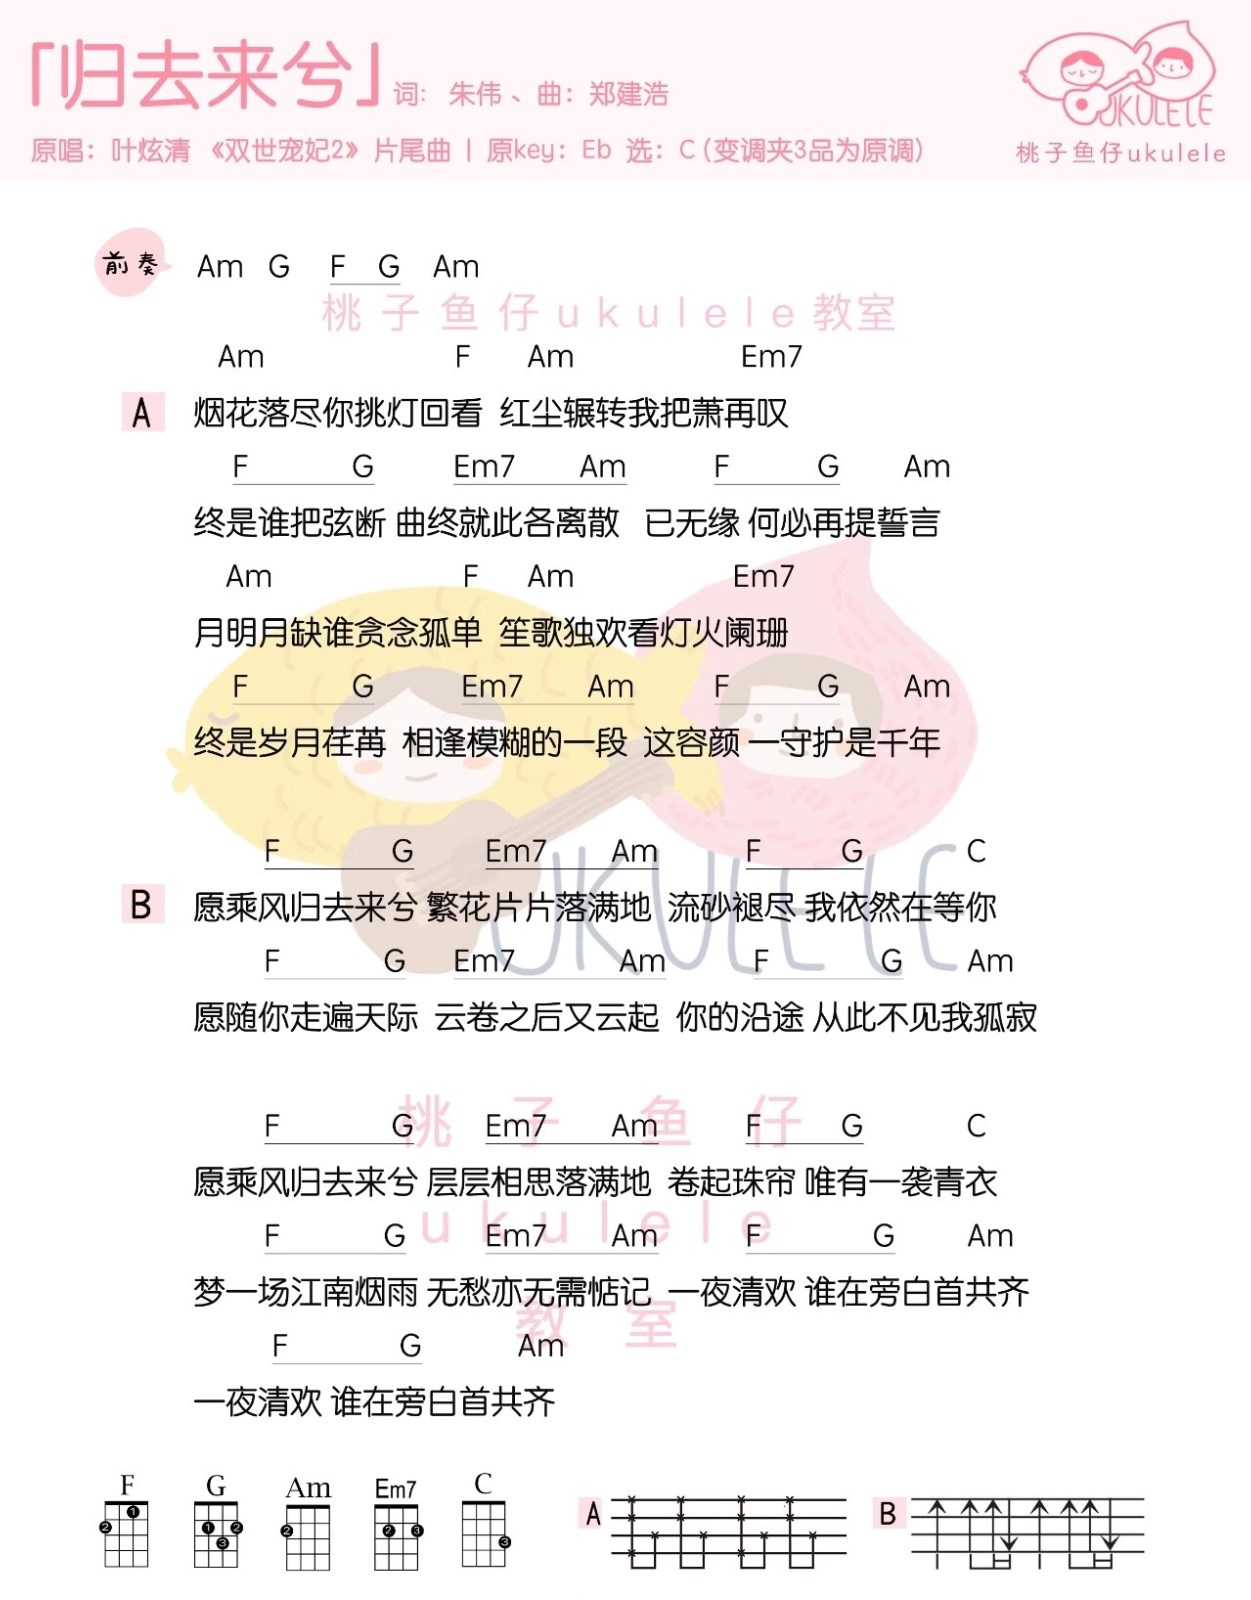 「归去来兮」词：朱伟、曲：郑建浩
原唱：叶炫清《双世宠妃2》片尾曲 | 原key：Eb 选：C（变调夹3品为原调）
UKULELE
桃子鱼仔ukulele
前奏 Am G F G Am
桃子鱼仔ukulele教室
Am F Am Em7
A 烟花落尽你挑灯回看 红尘辗转我把萧再叹
F G Em7 Am F G Am
终是谁把弦断 曲终就此各离散 已无缘 何必再提誓言
Am F Am Em7
月明月缺谁贪念孤单 笙歌独欢看灯火阑珊
F G Em7 Am F G Am
终是岁月荏苒 相逢模糊的一段 这容颜 一守护是千年
F G Em7 Am F G C
B 愿乘风归去来兮 繁花片片落满地 流砂褪尽 我依然在等你
UKULELE
F G Em7 Am F G Am
愿随你走遍天际 云卷之后又云起 你的沿途 从此不见我孤寂
桃子鱼仔
F G Em7 Am F G C
愿乘风归去来兮 层层相思落满地 卷起珠帘 唯有一袭青衣
ukulele
F G Em7 Am F G Am
梦一场江南烟雨 无愁亦无需惦记 一夜清欢 谁在旁白首共齐
教室
F G Am
一夜清欢 谁在旁白首共齐
F G Am Em7 C
2 1 1 2 3 2 2 3 3
A B